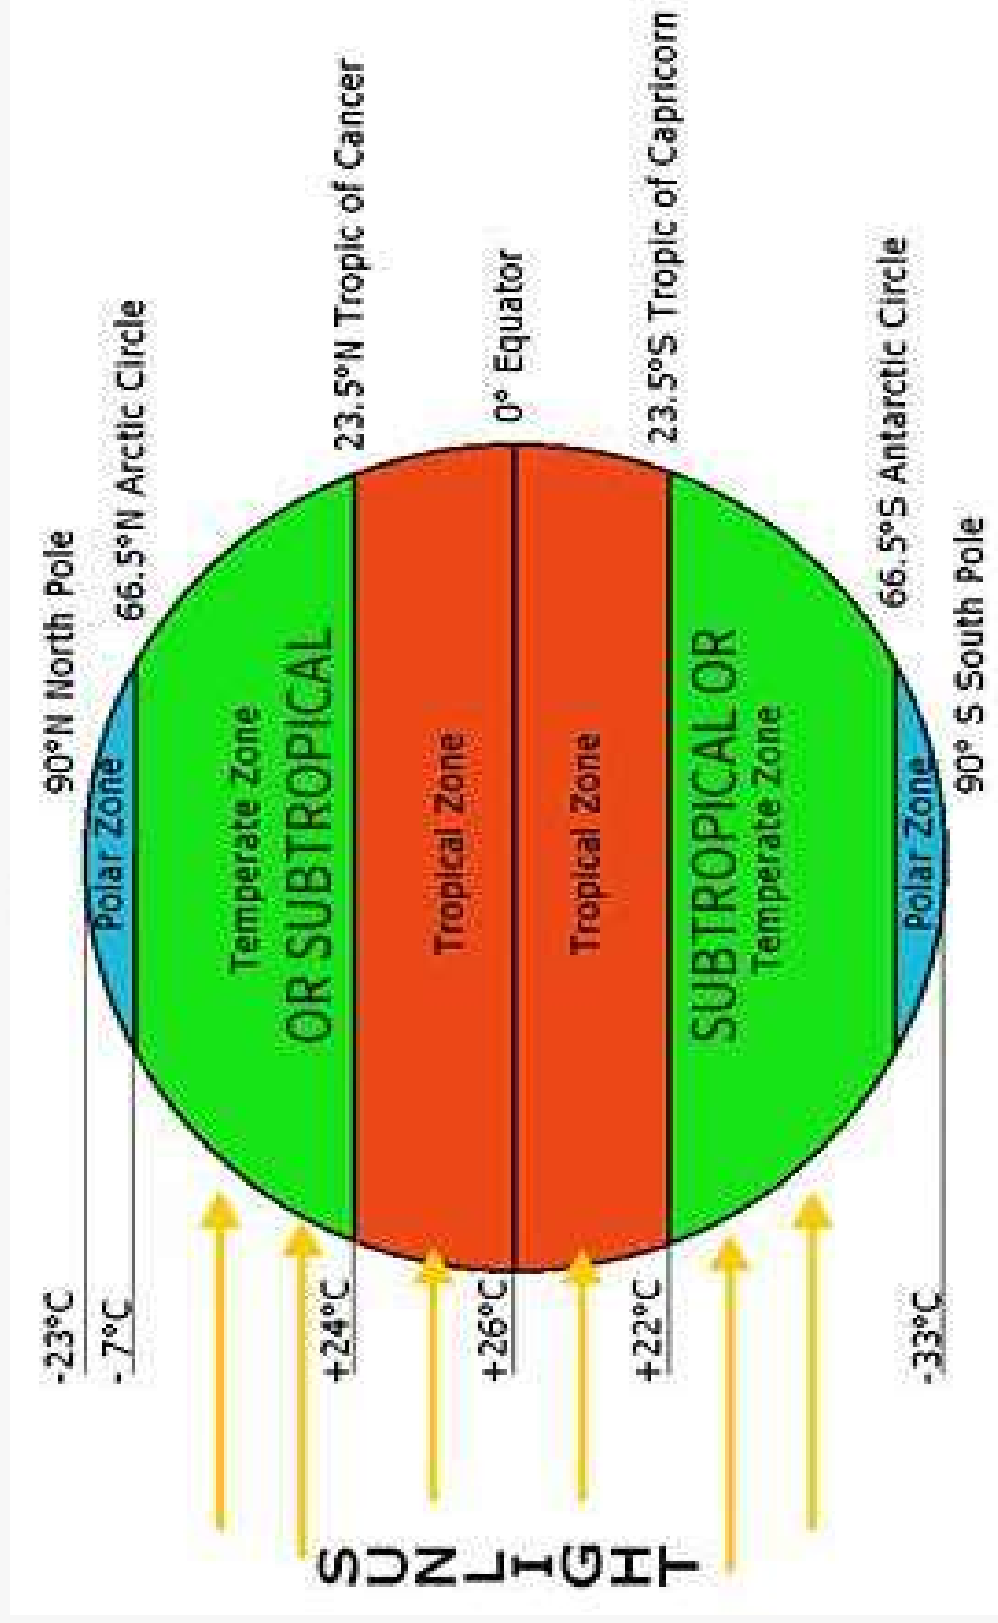 90°N North Pole
66.5°N Arctic Circle
23.5°N Tropic of Cancer
0° Equator
23.5°S Tropic of Capricorn
66.5°S Antarctic Circle
90° S South Pole
Polar Zone
Temperate Zone
OR SUBTROPICAL
Tropical Zone
Tropical Zone
SUBTROPICAL OR
Temperate Zone
Polar Zone
-23°C
- 7°C
+24°C
+26°C
+22°C
-33°C
SUNLIGHT